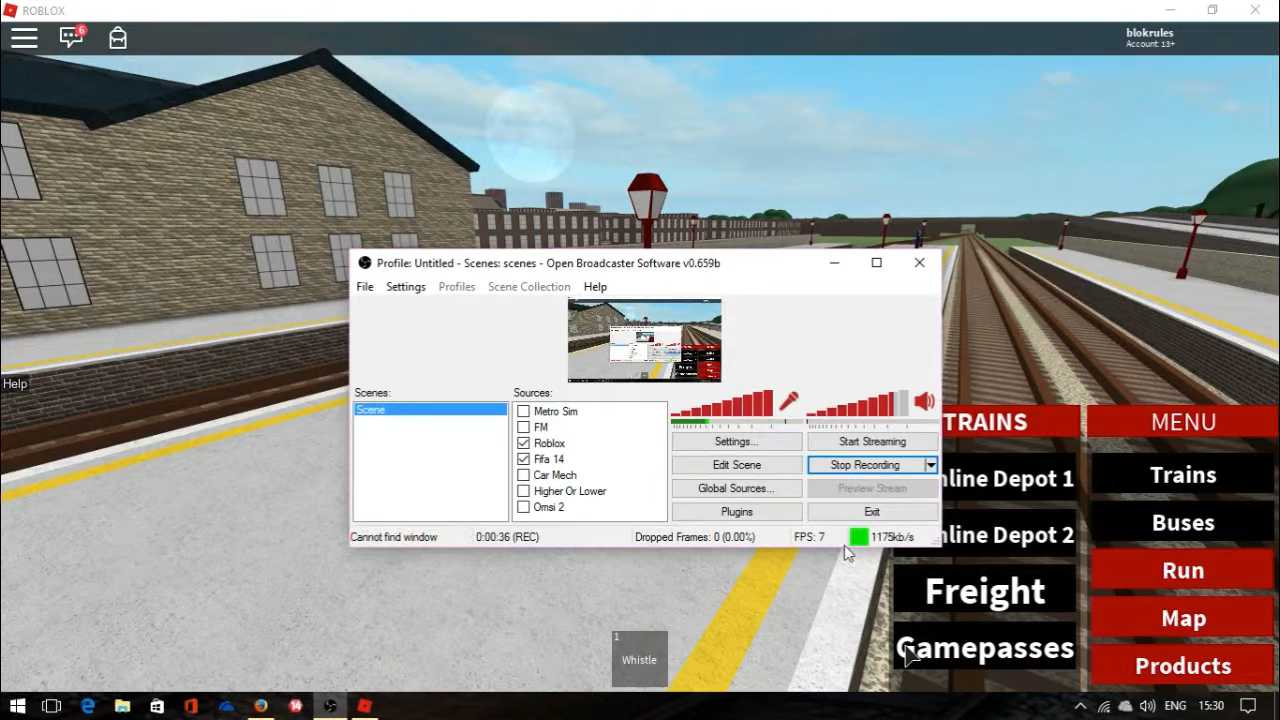 ROBLOX
6
blokrules
Account: 13+
Help
Profile: Untitled - Scenes: scenes - Open Broadcaster Software v0.659b
File Settings Profiles Scene Collection Help
Scenes:
Scene
Sources:
Metro Sim
FM
Roblox
Fifa 14
Car Mech
Higher Or Lower
Omsi 2
Settings...
Start Streaming
Edit Scene
Stop Recording
Global Sources...
Preview Stream
Plugins
Exit
Cannot find window
0:00:36 (REC)
Dropped Frames: 0 (0.00%)
FPS: 7
1175kb/s
TRAINS
nline Depot 1
nline Depot 2
Freight
Gamepasses
MENU
Trains
Buses
Run
Map
Products
1
Whistle
14
ENG
15:30